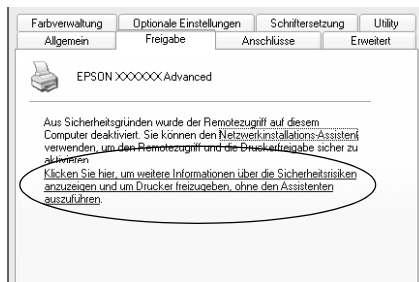 Farbverwaltung Optionale Einstellungen Schriftersetzung Utility
Allgemein Freigabe Anschlüsse Erweitert
EPSON XXXXXX Advanced
Aus Sicherheitsgründen wurde der Remotezugriff auf diesem
Computer deaktiviert. Sie können den Netzwerkinstallations-Assistent
verwenden, um den Remotezugriff und die Druckerfreigabe sicher zu
aktivieren
Klicken Sie hier, um weitere Informationen über die Sicherheitsrisiken
anzuzeigen und um Drucker freizugeben, ohne den Assistenten
auszuführen.